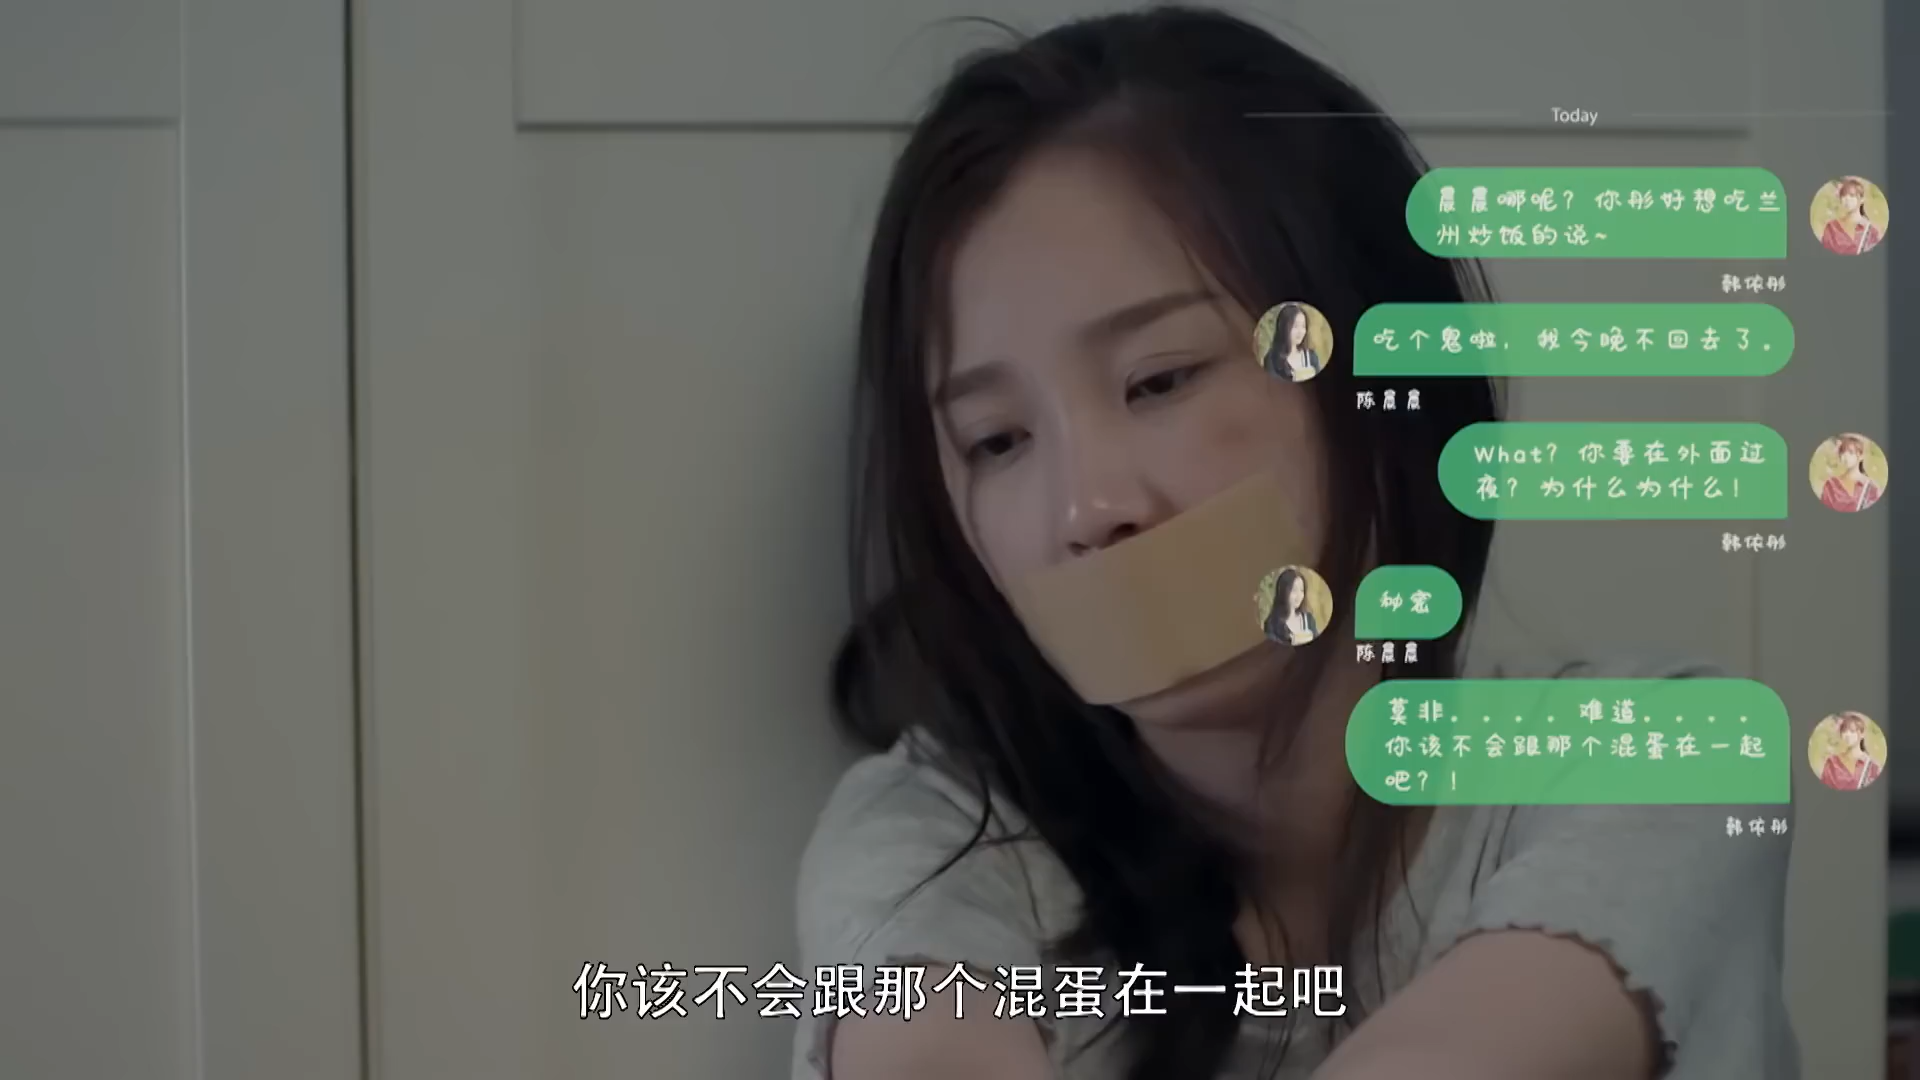 Today
晨晨哪呢？你彤好想吃兰
州炒饭的说~
韩依彤
吃个鬼啦，我今晚不回去了。
陈晨晨
What？你要在外面过
夜？为什么为什么！
韩依彤
秘密
陈晨晨
莫非....难道....
你该不会跟那个混蛋在一起
吧？！
韩依彤
你该不会跟那个混蛋在一起吧